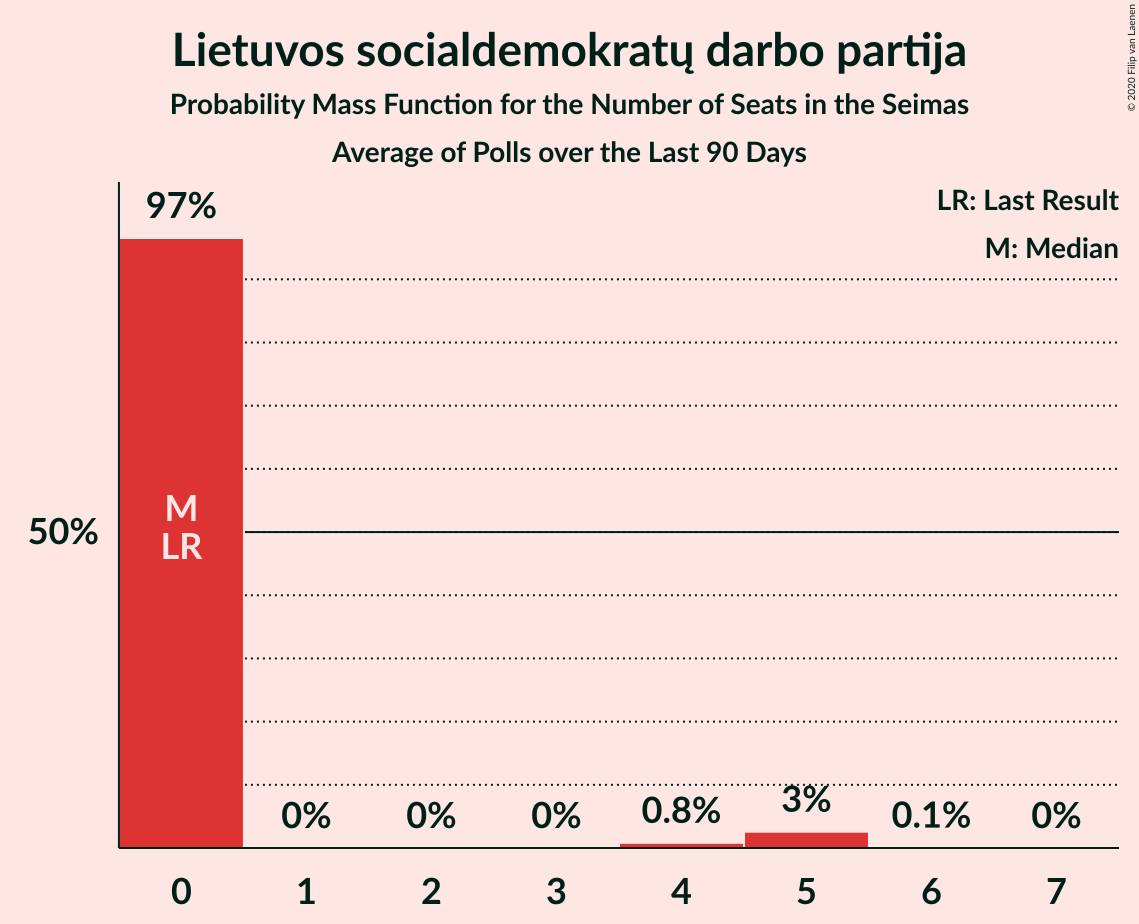 Lietuvos socialdemokratų darbo partija
Probability Mass Function for the Number of Seats in the Seimas
Average of Polls over the Last 90 Days
© 2020 Filip van Laenen
LR: Last Result
M: Median
97%
M
LR
50%
0% 0% 0% 0.8% 3% 0.1% 0%
0 1 2 3 4 5 6 7